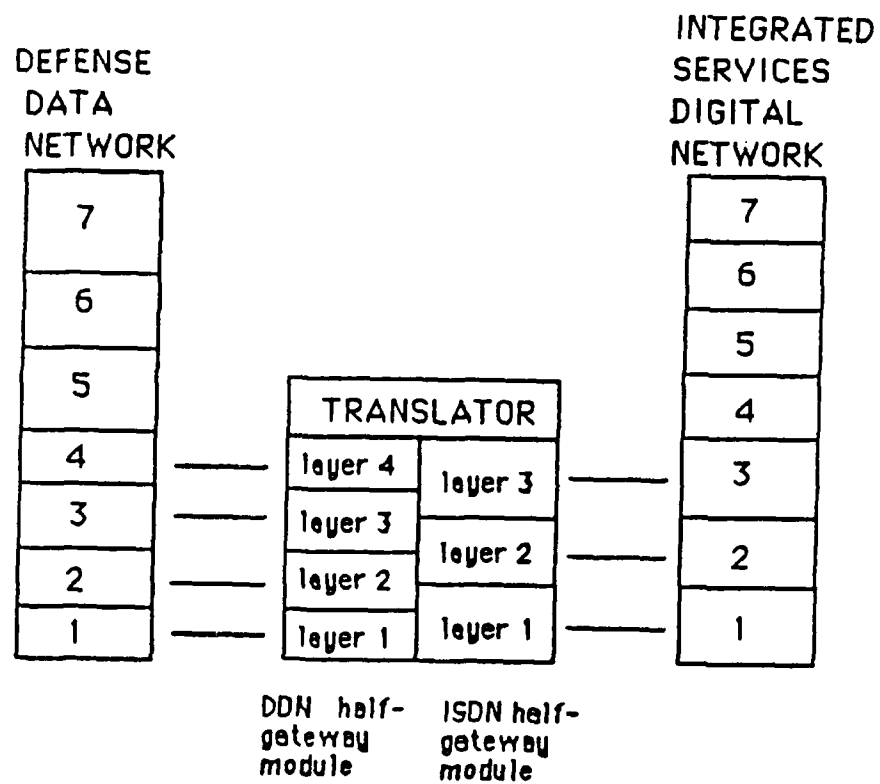 DEFENSE
DATA
NETWORK
7
6
5
4
3
2
1
TRANSLATOR
layer 4
layer 3
layer 2
layer 1
layer 3
layer 2
layer 1
DDN half-
gateway
module
ISDN half-
gateway
module
INTEGRATED
SERVICES
DIGITAL
NETWORK
7
6
5
4
3
2
1